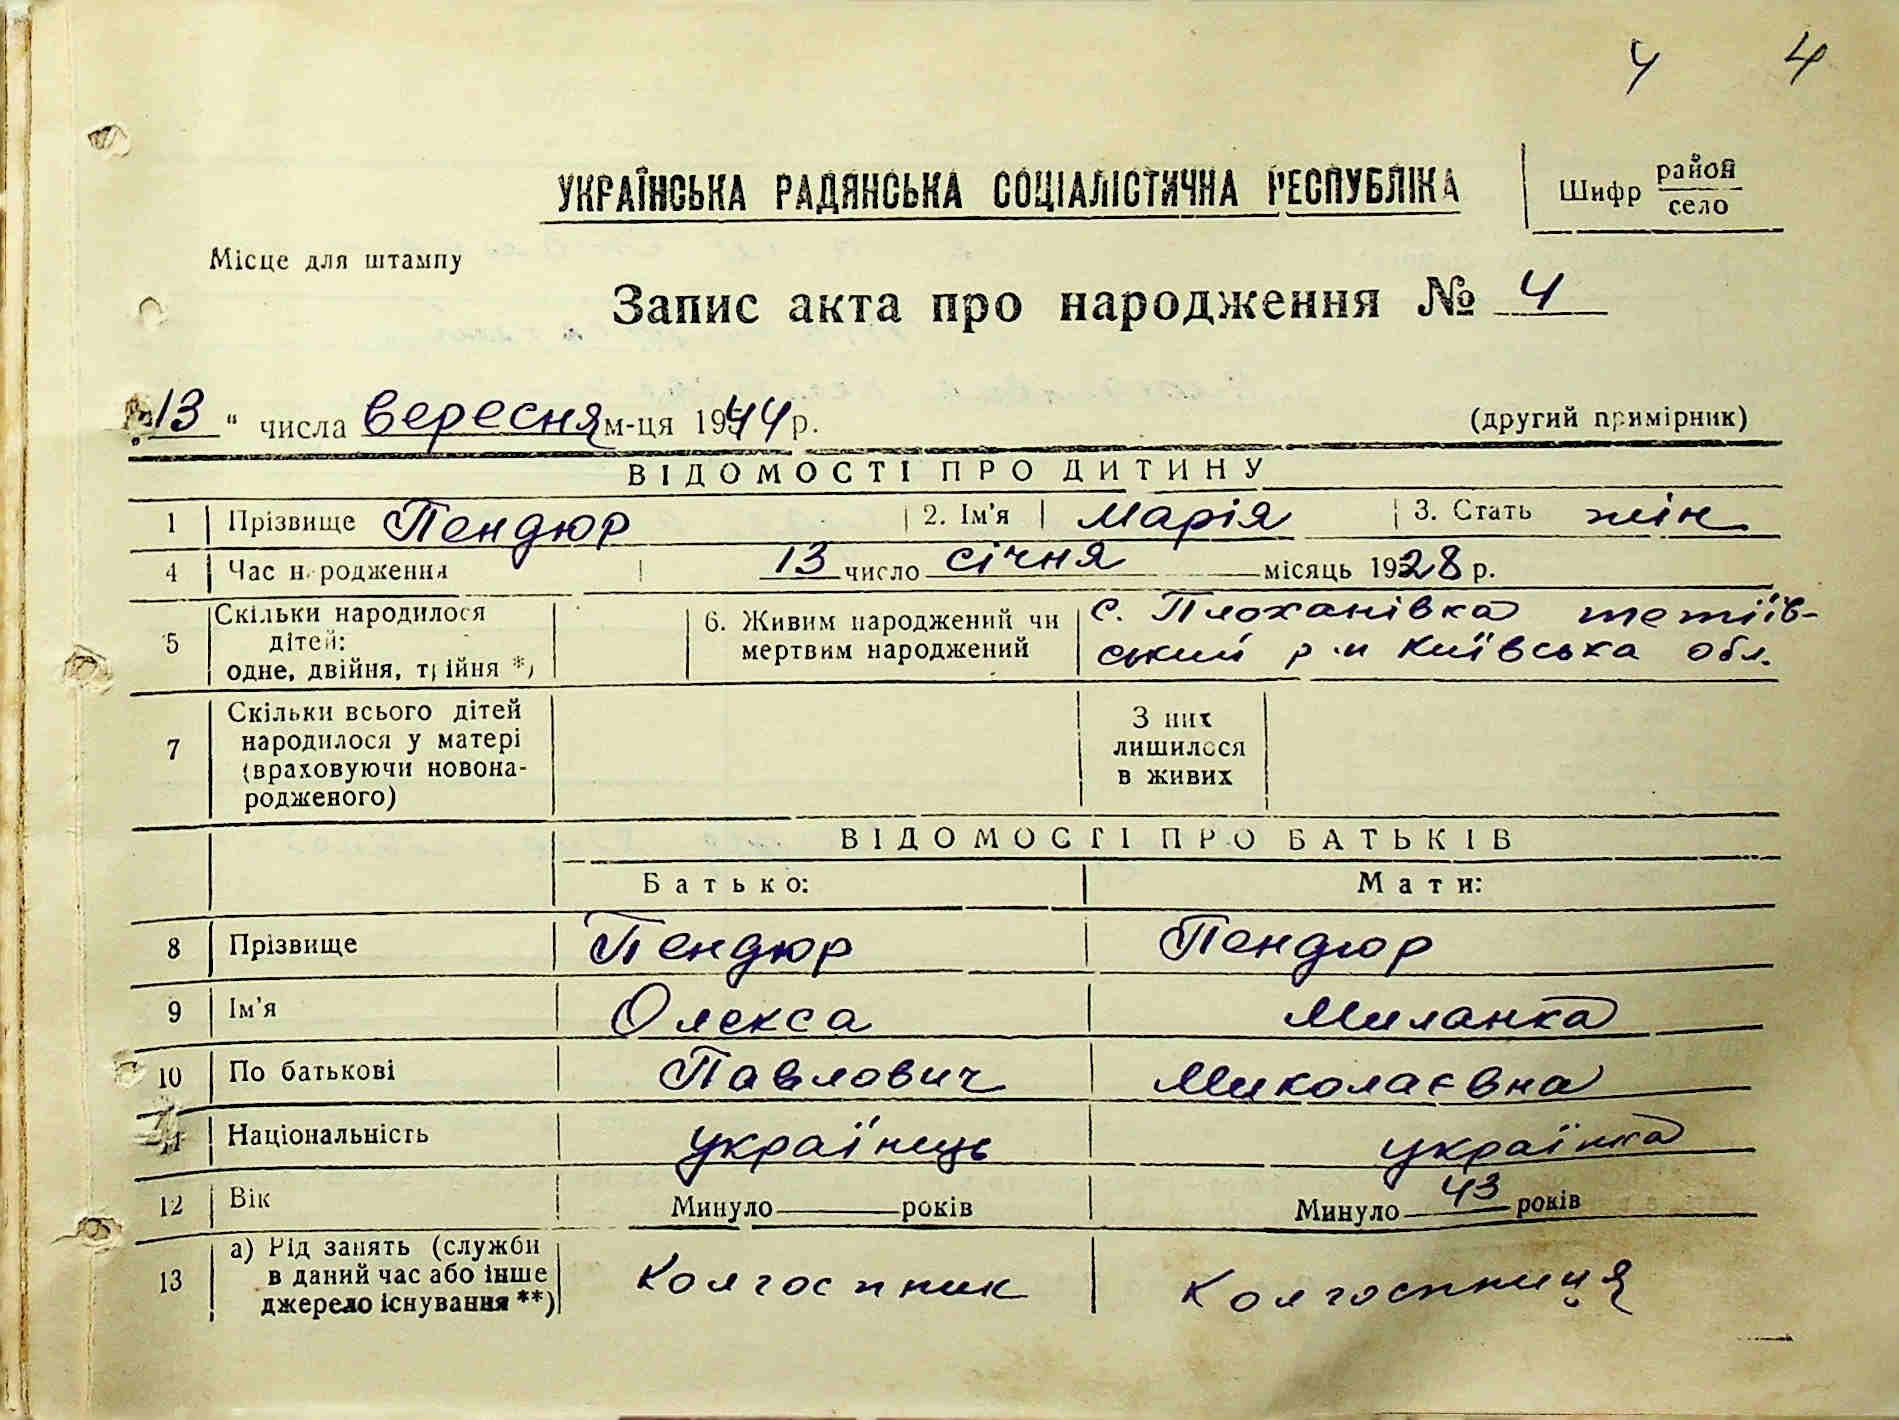 4 4
УКРАЇНСЬКА РАДЯНСЬКА СОЦІАЛІСТИЧНА РЕСПУБЛІКА
Шифр район
село
Місце для штампу
Запис акта про народження № 4
„13“ числа вересня м-ця 1944 р.
(другий примірник)
ВІДОМОСТІ ПРО ДИТИНУ
1 Прізвище Пендюр 2. Ім'я Марія 3. Стать жін
4 Час народження 13 число січня місяць 1928 р.
5 Скільки народилося дітей: одне, двійня, трійня *)
6. Живим народжений чи мертвим народжений
с. Плоханівка тетіїв-
ський р-н Київська обл.
7 Скільки всього дітей народилося у матері (враховуючи новона-
родженого)
З них лишилося в живих
ВІДОМОСТІ ПРО БАТЬКІВ
Батько: Мати:
8 Прізвище Пендюр Пендюр
9 Ім'я Олекса Миланка
10 По батькові Павлович Миколаєвна
11 Національність українець українка
12 Вік Минуло років Минуло 43 років
13 а) Рід занять (служби в даний час або інше джерело існування **) Колгоспник Колгоспниця